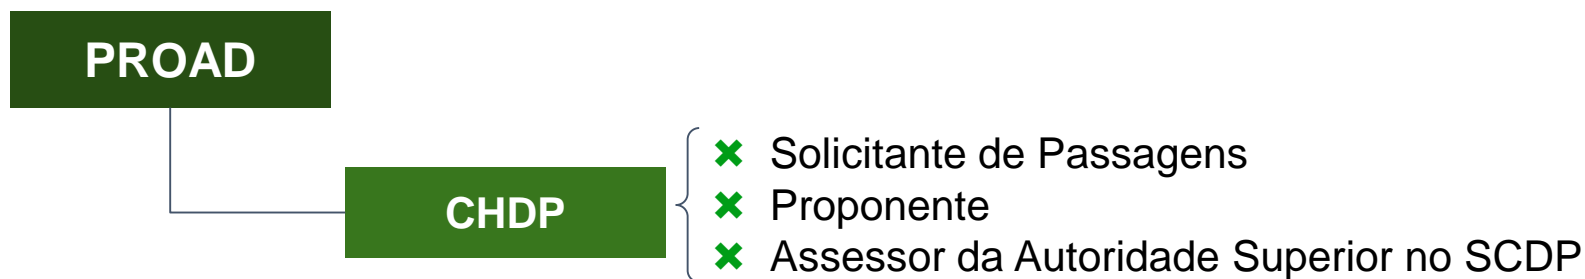 PROAD
CHDP
✖ Solicitante de Passagens
✖ Proponente
✖ Assessor da Autoridade Superior no SCDP